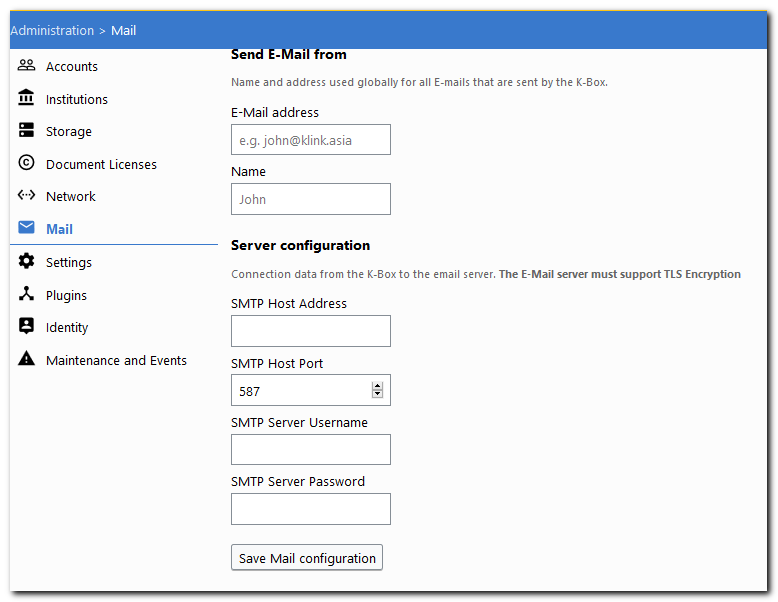 Administration > Mail
Accounts
Institutions
Storage
Document Licenses
Network
Mail
Settings
Plugins
Identity
Maintenance and Events
Send E-Mail from
Name and address used globally for all E-mails that are sent by the K-Box.
E-Mail address
e.g. john@klink.asia
Name
John
Server configuration
Connection data from the K-Box to the email server. The E-Mail server must support TLS Encryption
SMTP Host Address
SMTP Host Port
587
SMTP Server Username
SMTP Server Password
Save Mail configuration